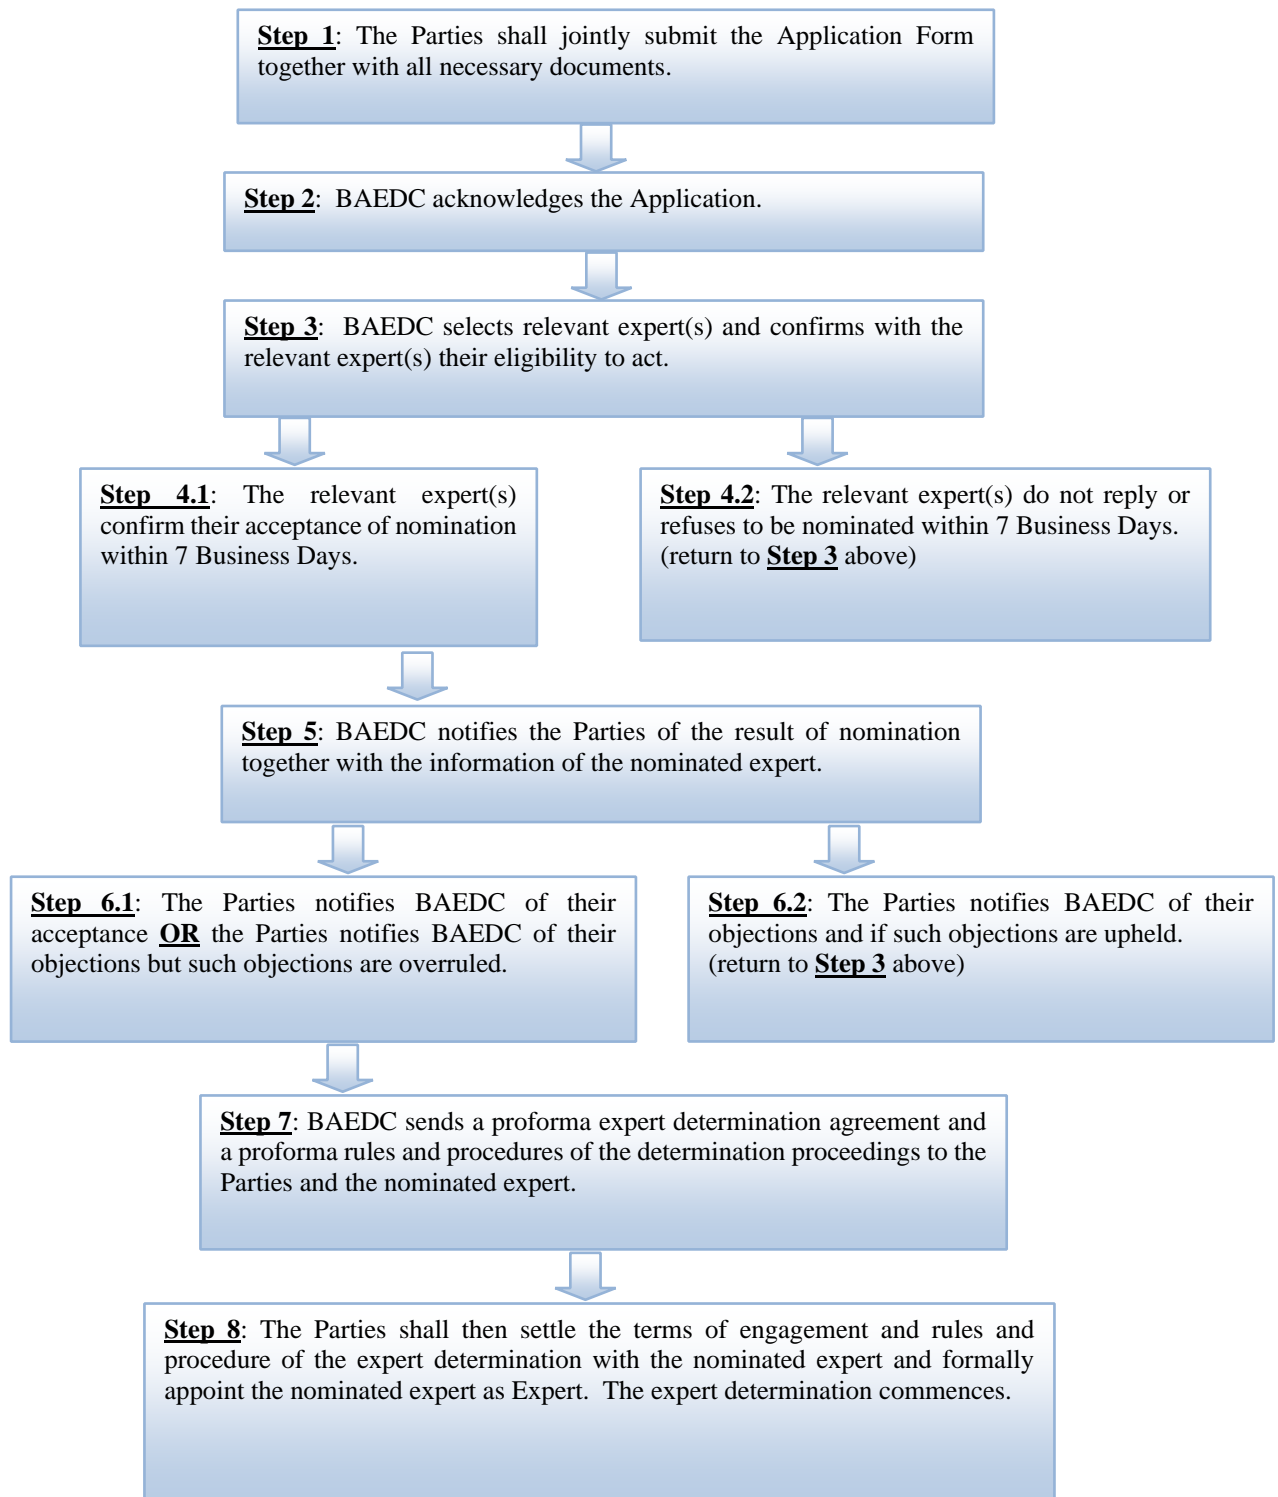 Step 1: The Parties shall jointly submit the Application Form
together with all necessary documents.
Step 2: BAEDC acknowledges the Application.
Step 3: BAEDC selects relevant expert(s) and confirms with the
relevant expert(s) their eligibility to act.
Step 4.1: The relevant expert(s)
confirm their acceptance of nomination
within 7 Business Days.
Step 4.2: The relevant expert(s) do not reply or
refuses to be nominated within 7 Business Days.
(return to Step 3 above)
Step 5: BAEDC notifies the Parties of the result of nomination
together with the information of the nominated expert.
Step 6.1: The Parties notifies BAEDC of their
acceptance OR the Parties notifies BAEDC of their
objections but such objections are overruled.
Step 6.2: The Parties notifies BAEDC of their
objections and if such objections are upheld.
(return to Step 3 above)
Step 7: BAEDC sends a proforma expert determination agreement and
a proforma rules and procedures of the determination proceedings to the
Parties and the nominated expert.
Step 8: The Parties shall then settle the terms of engagement and rules and
procedure of the expert determination with the nominated expert and formally
appoint the nominated expert as Expert. The expert determination commences.